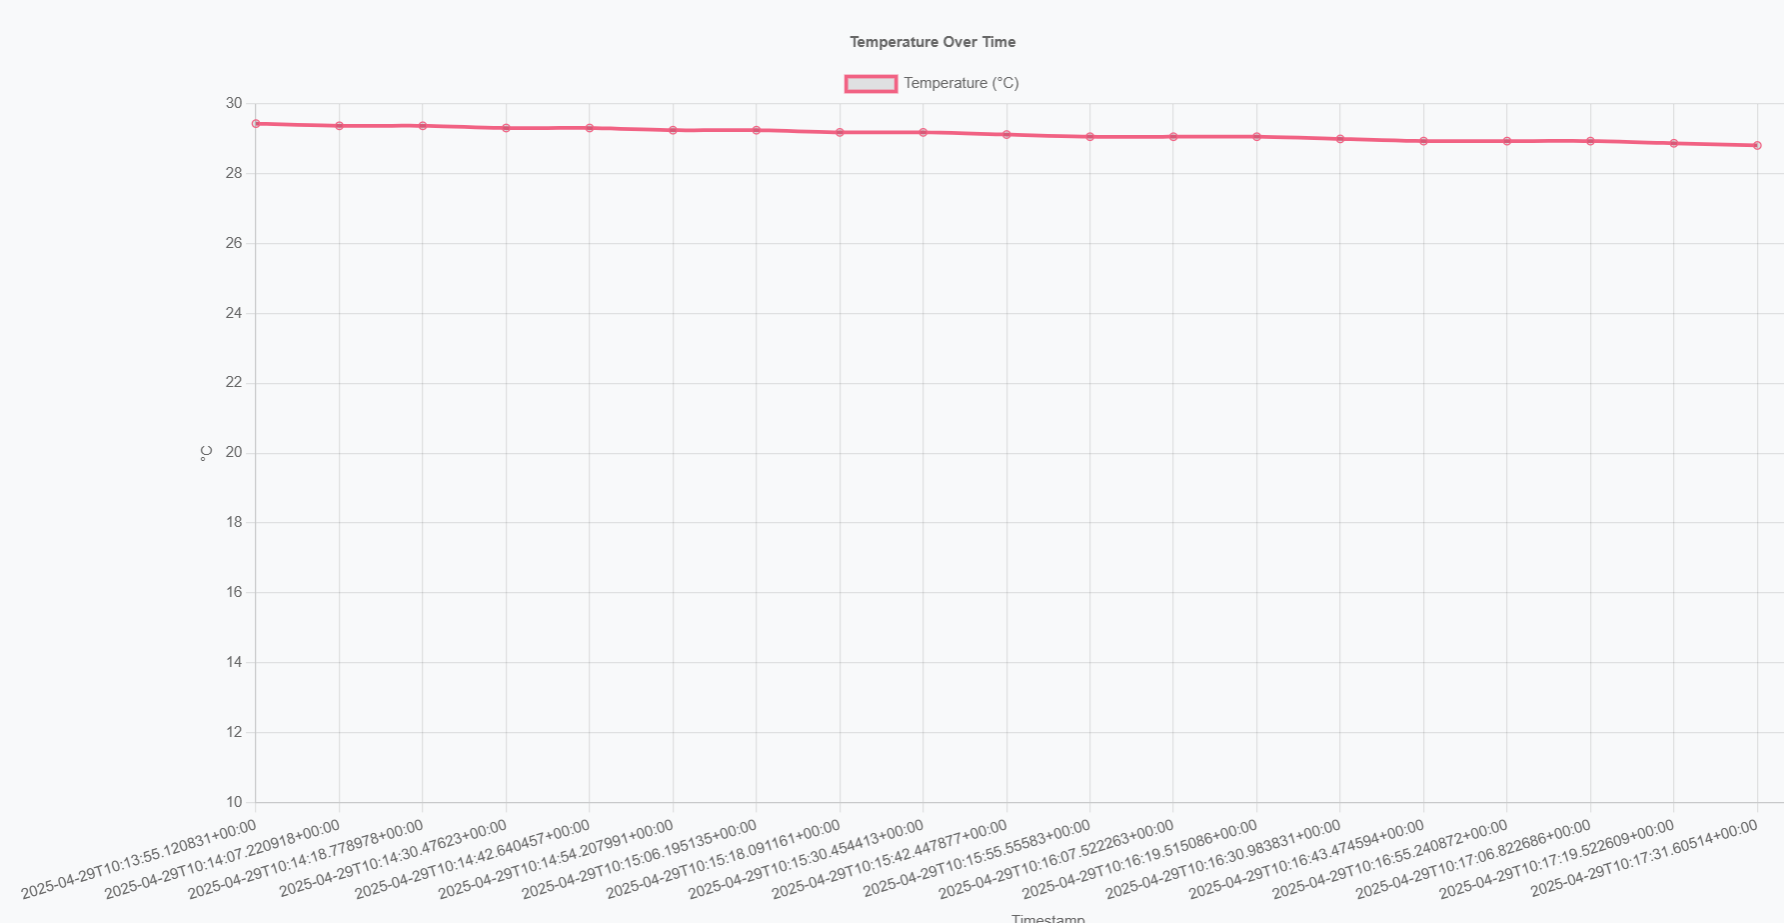 Temperature Over Time
Temperature (°C)
30
28
26
24
22
20
18
16
14
12
10
°C
2025-04-29T10:13:55.120831+00:00
2025-04-29T10:14:07.220918+00:00
2025-04-29T10:14:18.778978+00:00
2025-04-29T10:14:30.47623+00:00
2025-04-29T10:14:42.640457+00:00
2025-04-29T10:14:54.207991+00:00
2025-04-29T10:15:06.195135+00:00
2025-04-29T10:15:18.091161+00:00
2025-04-29T10:15:30.454413+00:00
2025-04-29T10:15:42.447877+00:00
2025-04-29T10:15:55.55583+00:00
2025-04-29T10:16:07.522263+00:00
2025-04-29T10:16:19.515086+00:00
2025-04-29T10:16:30.983831+00:00
2025-04-29T10:16:43.474594+00:00
2025-04-29T10:16:55.240872+00:00
2025-04-29T10:17:06.822686+00:00
2025-04-29T10:17:19.522609+00:00
2025-04-29T10:17:31.60514+00:00
Timestamp